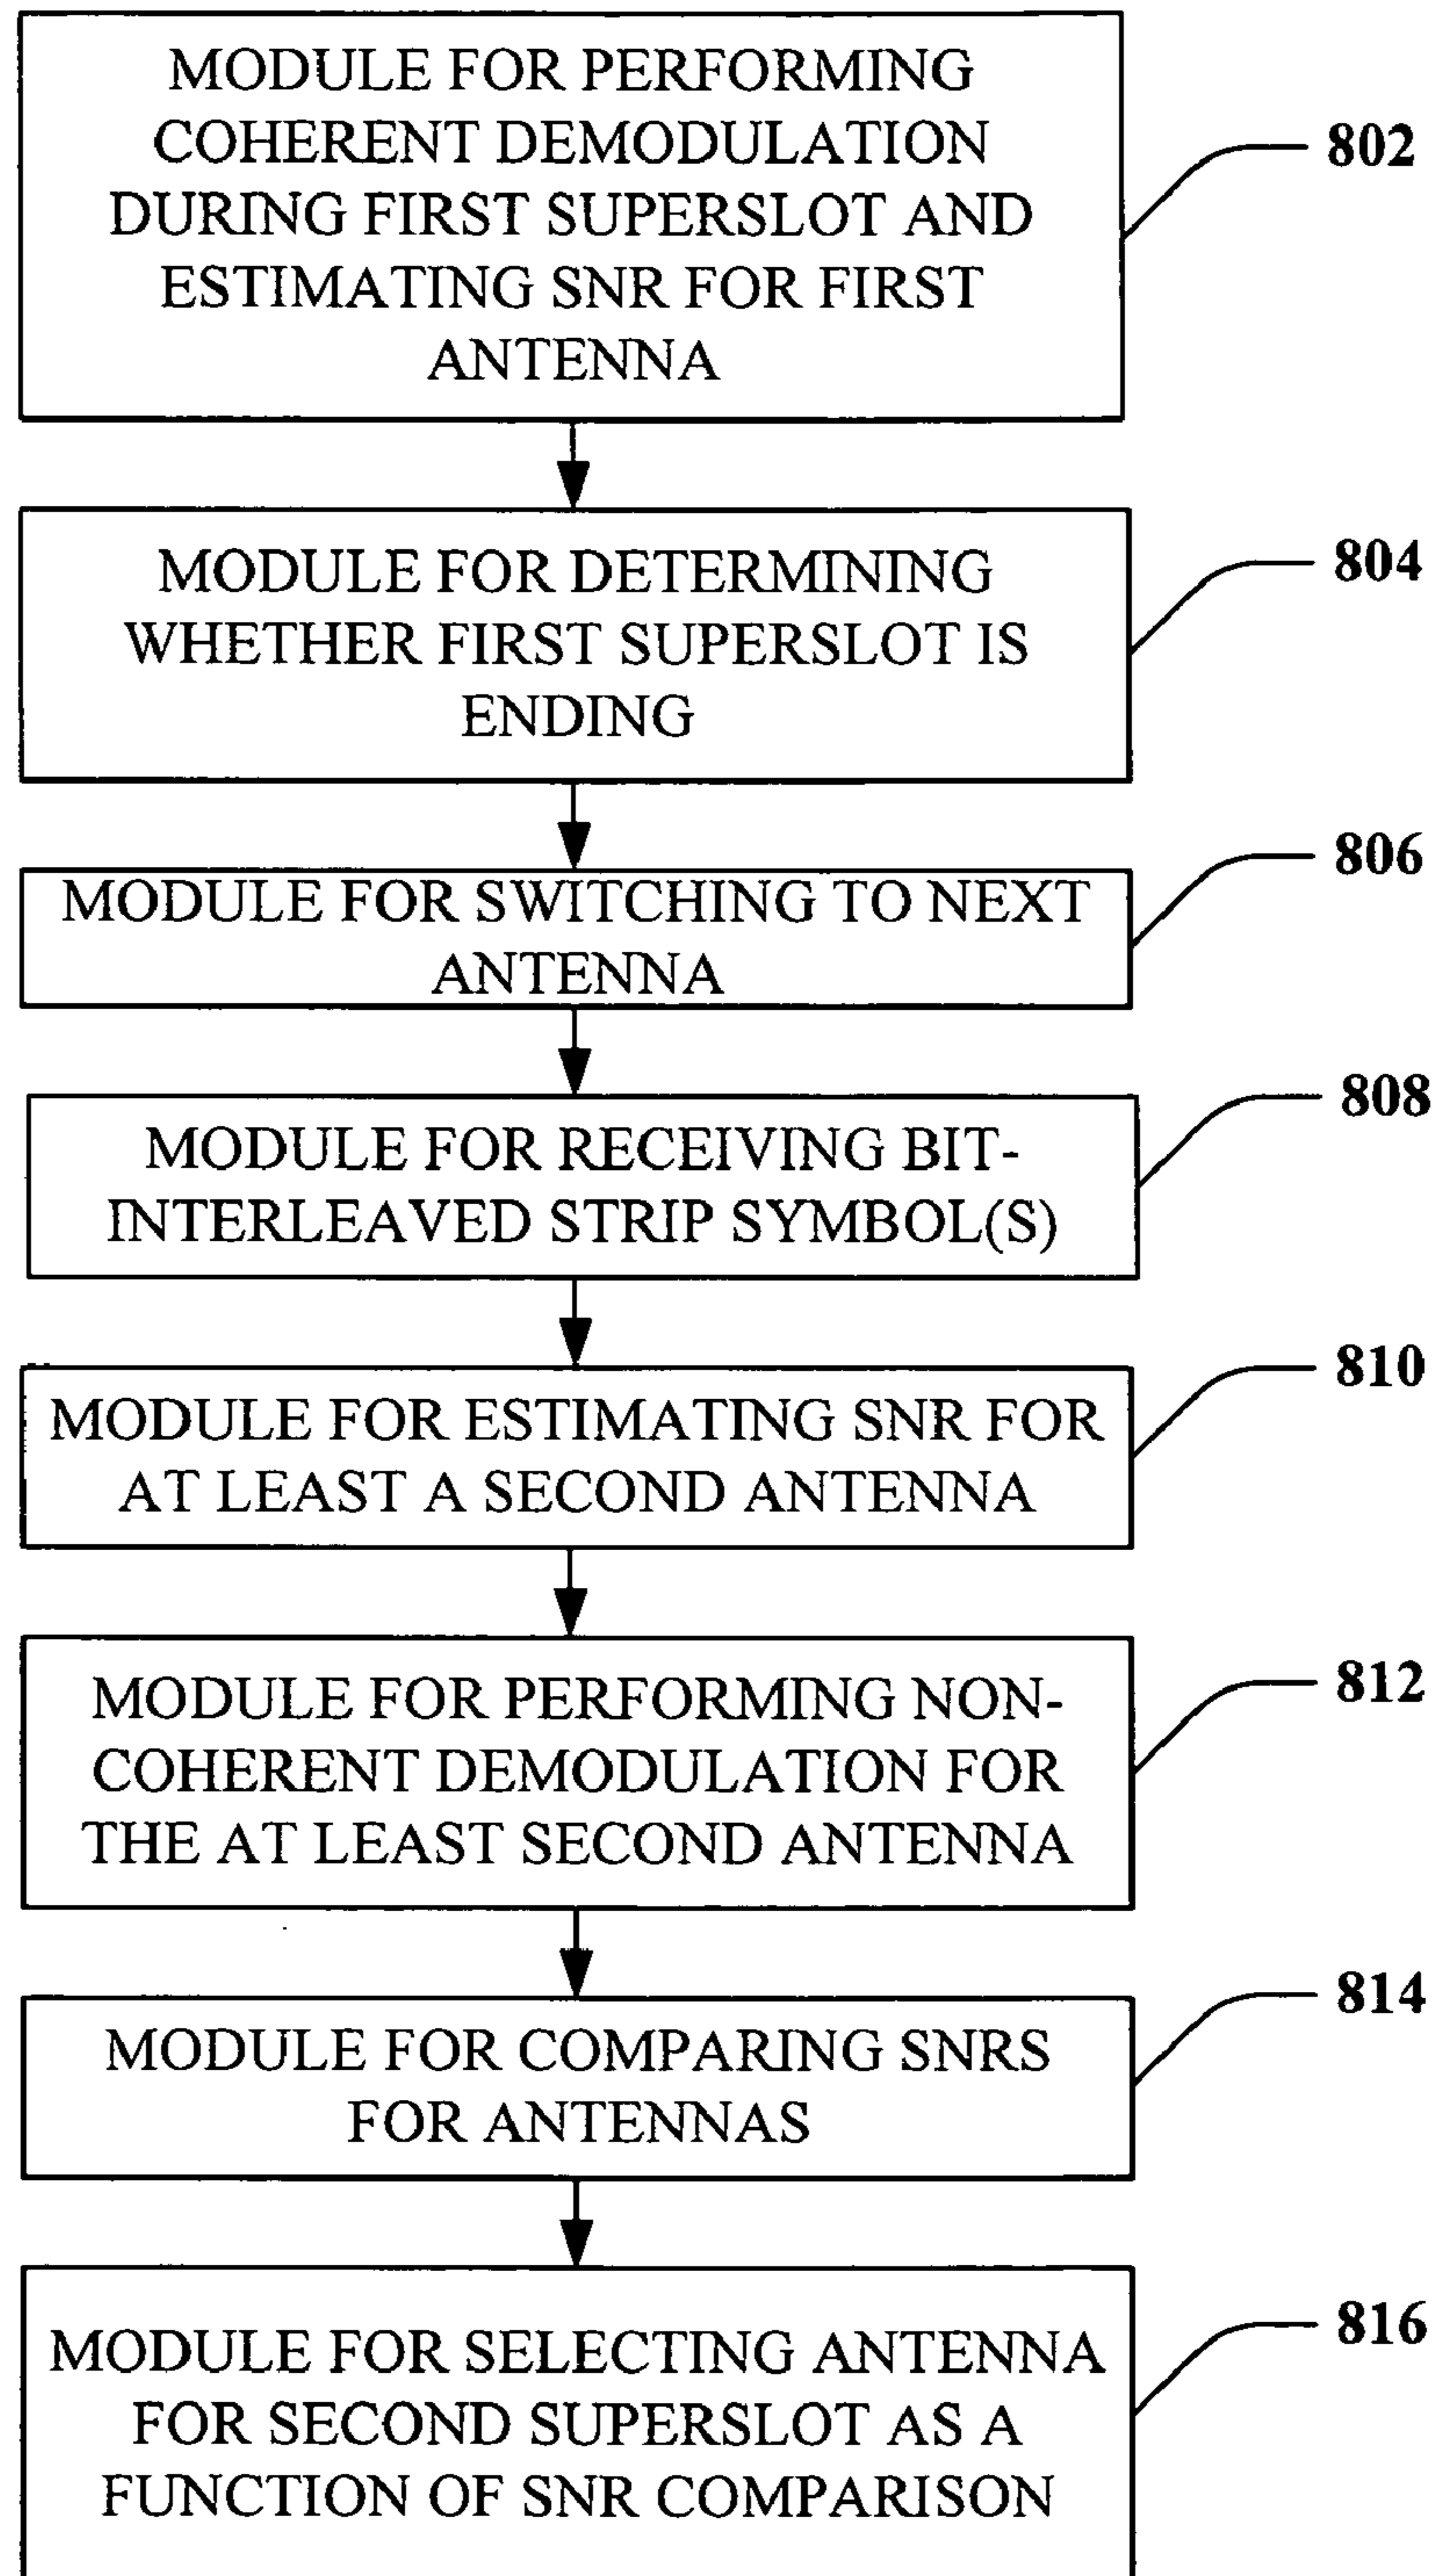 MODULE FOR PERFORMING
COHERENT DEMODULATION
DURING FIRST SUPERSLOT AND
ESTIMATING SNR FOR FIRST
ANTENNA
802
MODULE FOR DETERMINING
WHETHER FIRST SUPERSLOT IS
ENDING
804
MODULE FOR SWITCHING TO NEXT
ANTENNA
806
MODULE FOR RECEIVING BIT-
INTERLEAVED STRIP SYMBOL(S)
808
MODULE FOR ESTIMATING SNR FOR
AT LEAST A SECOND ANTENNA
810
MODULE FOR PERFORMING NON-
COHERENT DEMODULATION FOR
THE AT LEAST SECOND ANTENNA
812
MODULE FOR COMPARING SNRS
FOR ANTENNAS
814
MODULE FOR SELECTING ANTENNA
FOR SECOND SUPERSLOT AS A
FUNCTION OF SNR COMPARISON
816